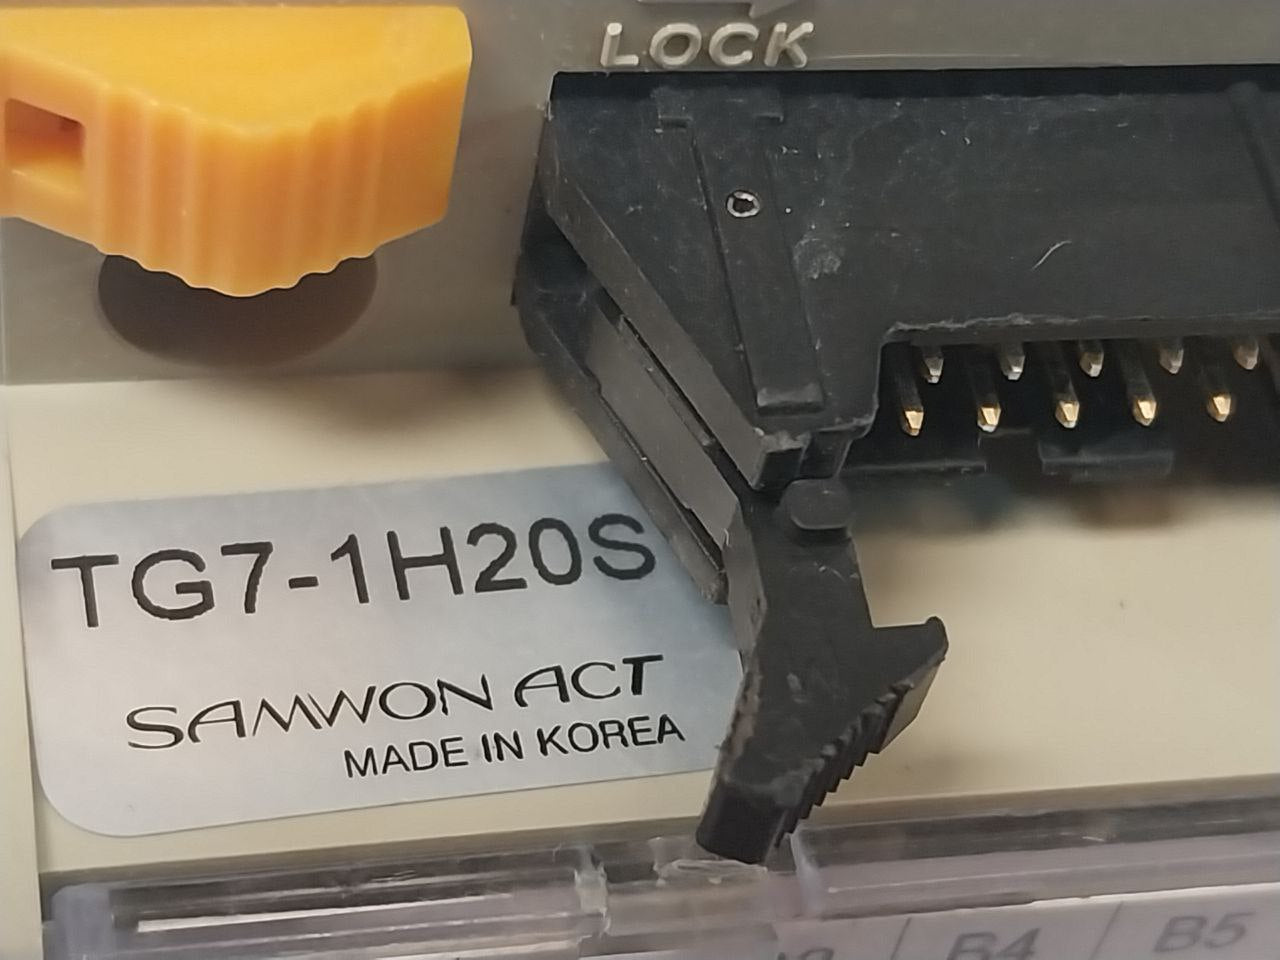 LOCK
TG7-1H20S
SAMWON ACT
MADE IN KOREA
B4 B5